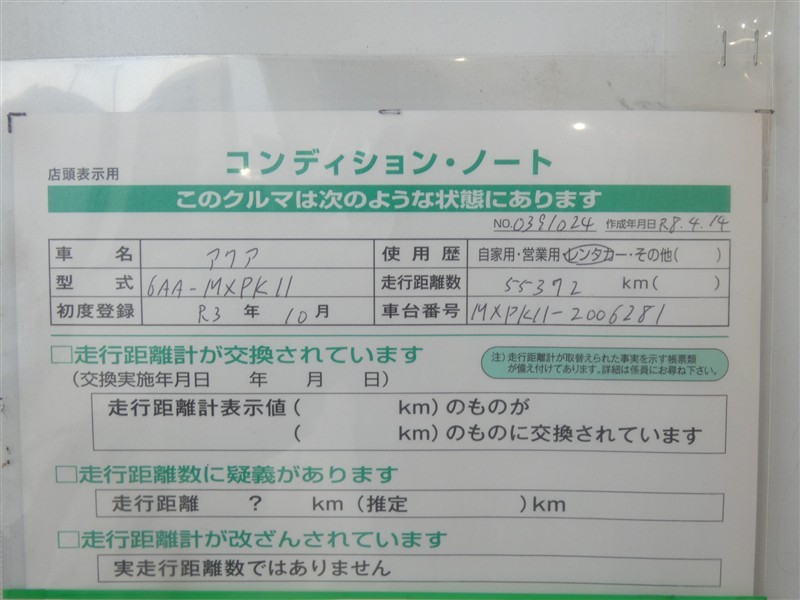 店頭表示用
コンディション・ノート
このクルマは次のような状態にあります
NO.0391024 作成年月日 R8.4.14
車名 アクア 使用歴 自家用・営業用・レンタカー・その他( )
型式 6AA-MXPK11 走行距離数 55372 km( )
初度登録 R3年 10月 車台番号 MXPK11-2006281
□走行距離計が交換されています
(交換実施年月日 年 月 日)
注)走行距離計が取替えられた事実を示す帳票類
が備え付けてあります。詳細は係員にお尋ね下さい。
走行距離計表示値( km)のものが
( km)のものに交換されています
□走行距離数に疑義があります
走行距離 ? km (推定 )km
□走行距離計が改ざんされています
実走行距離数ではありません